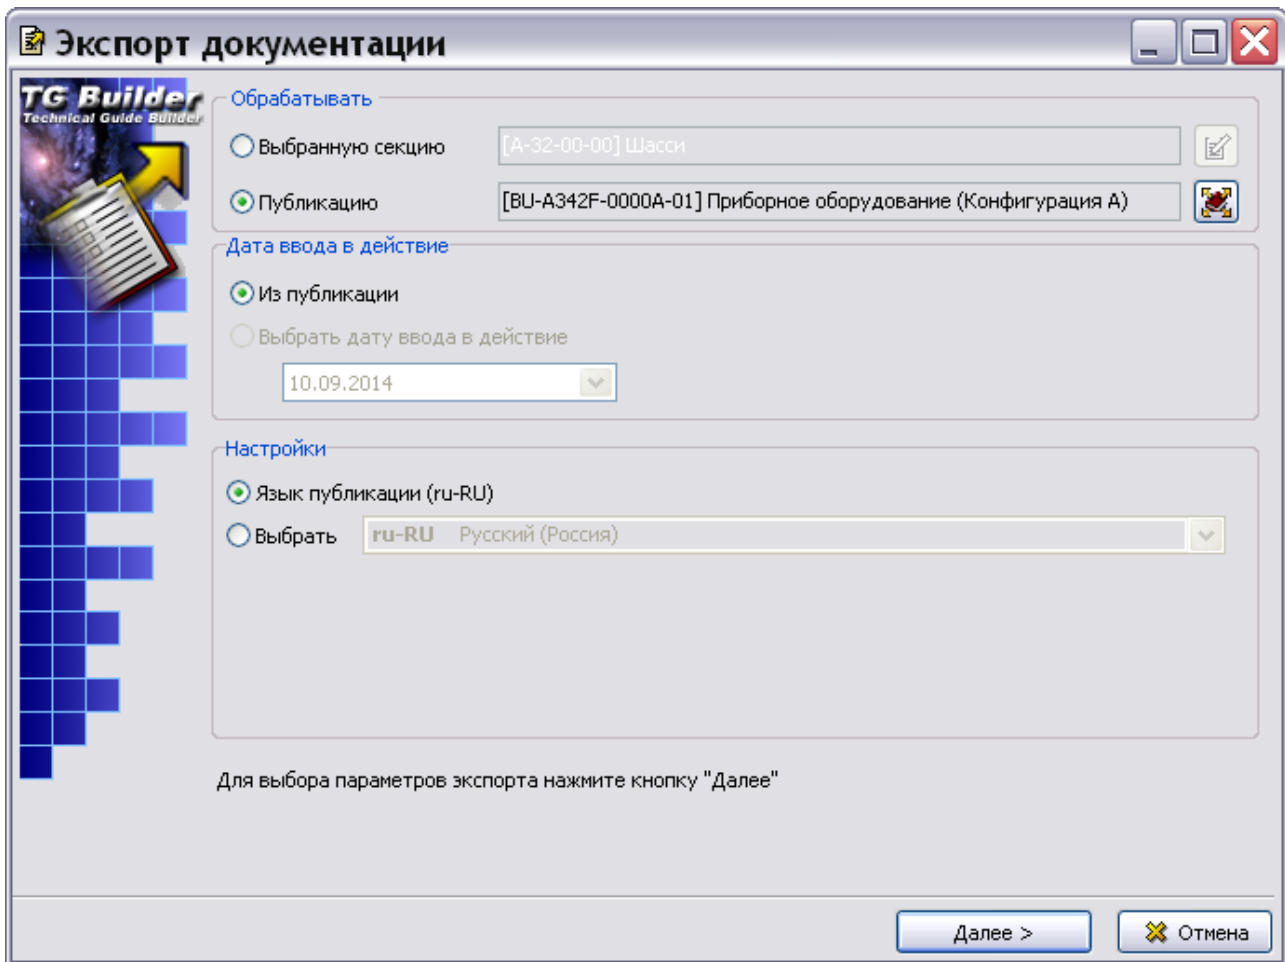 Экспорт документации
TG Builder
Technical Guide Builder
Обрабатывать
Выбранную секцию [A-32-00-00] Шасси
Публикацию [BU-A342F-0000A-01] Приборное оборудование (Конфигурация A)
Дата ввода в действие
Из публикации
Выбрать дату ввода в действие
10.09.2014
Настройки
Язык публикации (ru-RU)
Выбрать ru-RU Русский (Россия)
Для выбора параметров экспорта нажмите кнопку "Далее"
Далее > Отмена